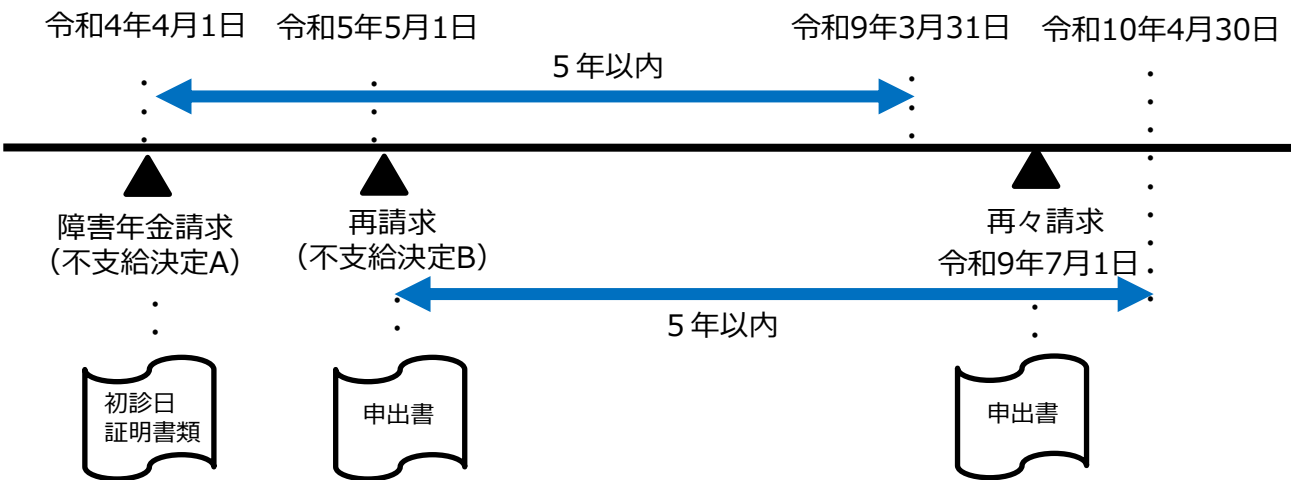 令和4年4月1日
令和5年5月1日
令和9年3月31日
令和10年4月30日
５年以内
障害年金請求
（不支給決定A）
再請求
（不支給決定B）
再々請求
令和9年7月1日
５年以内
初診日
証明書類
申出書
申出書